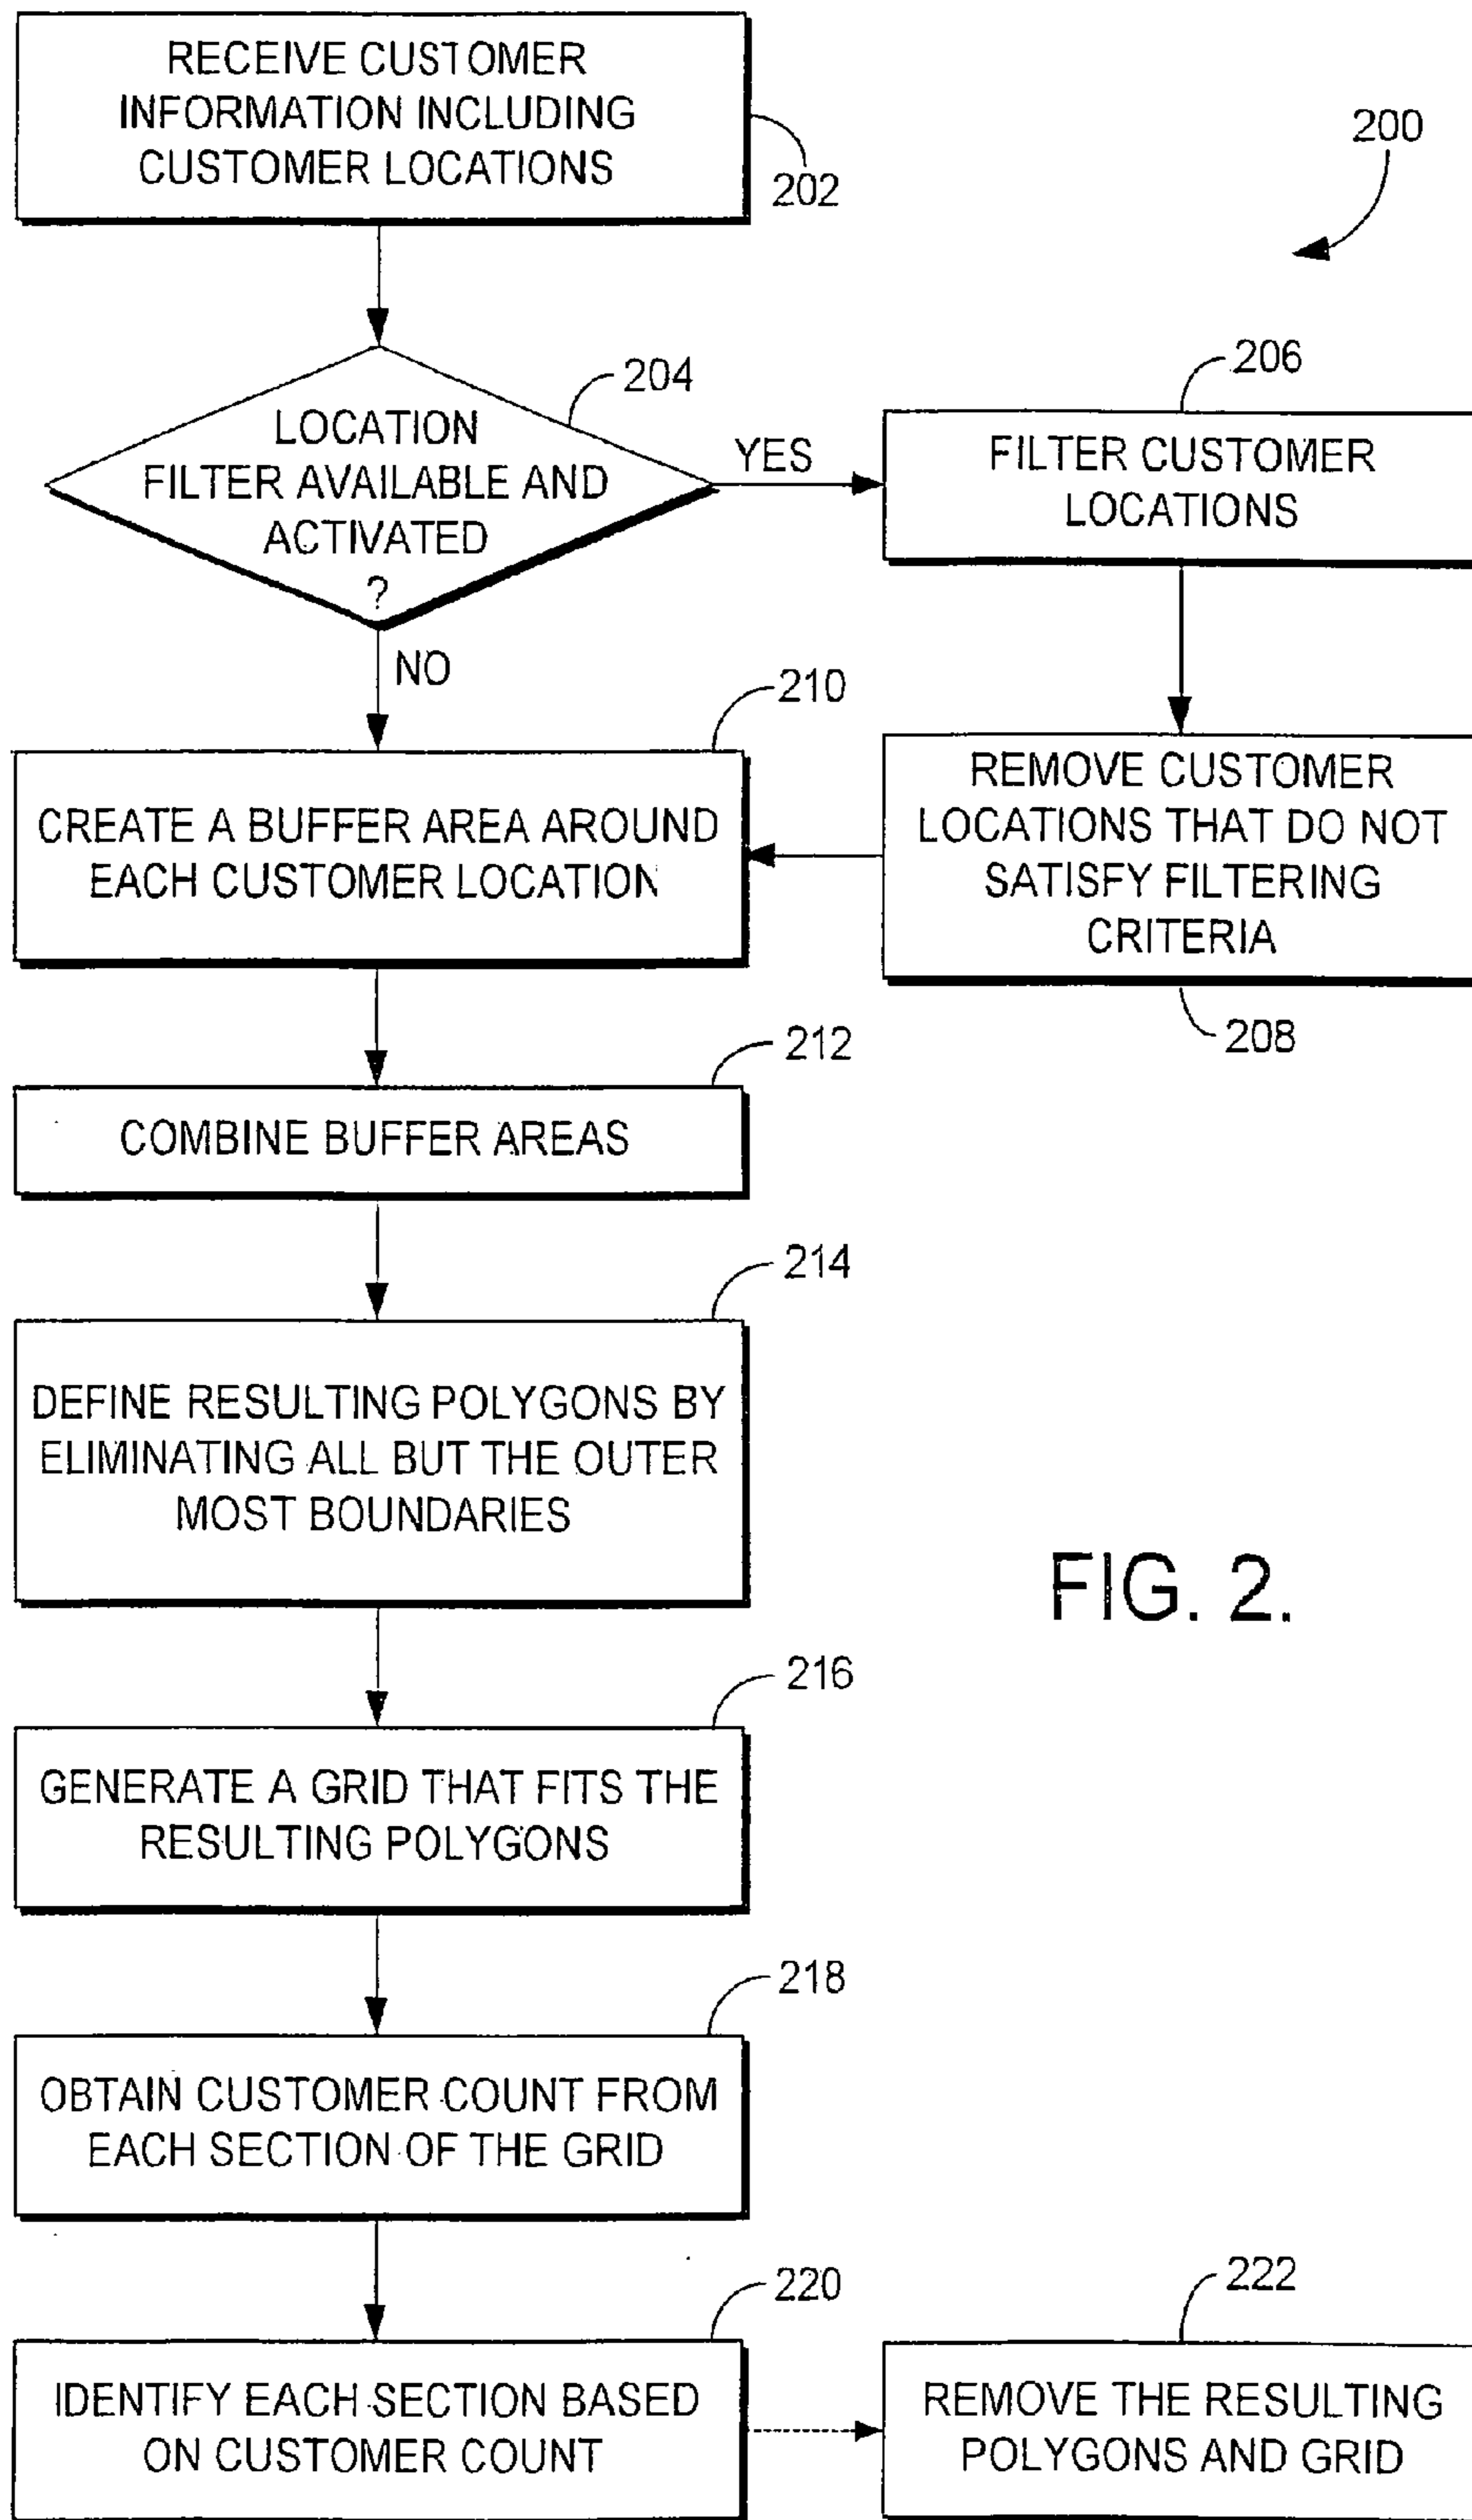 RECEIVE CUSTOMER
INFORMATION INCLUDING
CUSTOMER LOCATIONS
202
200
204
LOCATION
FILTER AVAILABLE AND
ACTIVATED
?
YES
NO
206
FILTER CUSTOMER
LOCATIONS
REMOVE CUSTOMER
LOCATIONS THAT DO NOT
SATISFY FILTERING
CRITERIA
208
210
CREATE A BUFFER AREA AROUND
EACH CUSTOMER LOCATION
212
COMBINE BUFFER AREAS
214
DEFINE RESULTING POLYGONS BY
ELIMINATING ALL BUT THE OUTER
MOST BOUNDARIES
FIG. 2.
216
GENERATE A GRID THAT FITS THE
RESULTING POLYGONS
218
OBTAIN CUSTOMER COUNT FROM
EACH SECTION OF THE GRID
220
IDENTIFY EACH SECTION BASED
ON CUSTOMER COUNT
222
REMOVE THE RESULTING
POLYGONS AND GRID